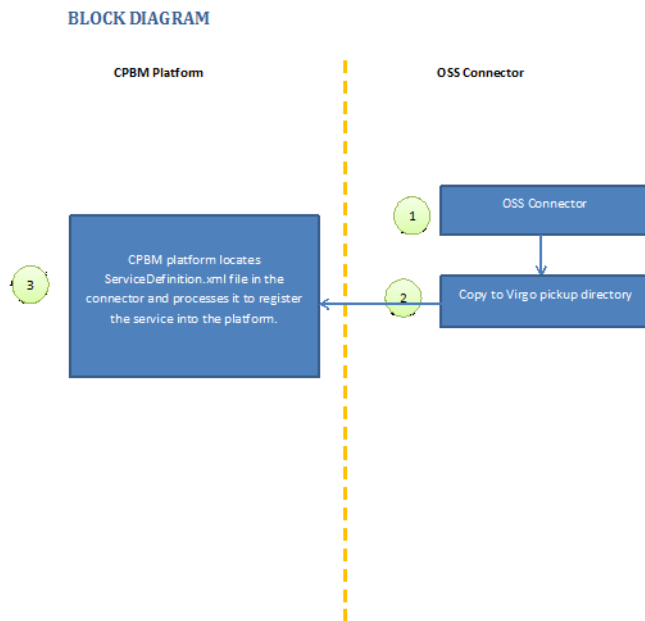 BLOCK DIAGRAM
CPBM Platform
OSS Connector
1
OSS Connector
3
CPBM platform locates
ServiceDefinition.xml file in the
connector and processes it to register
the service into the platform.
2
Copy to Virgo pickup directory